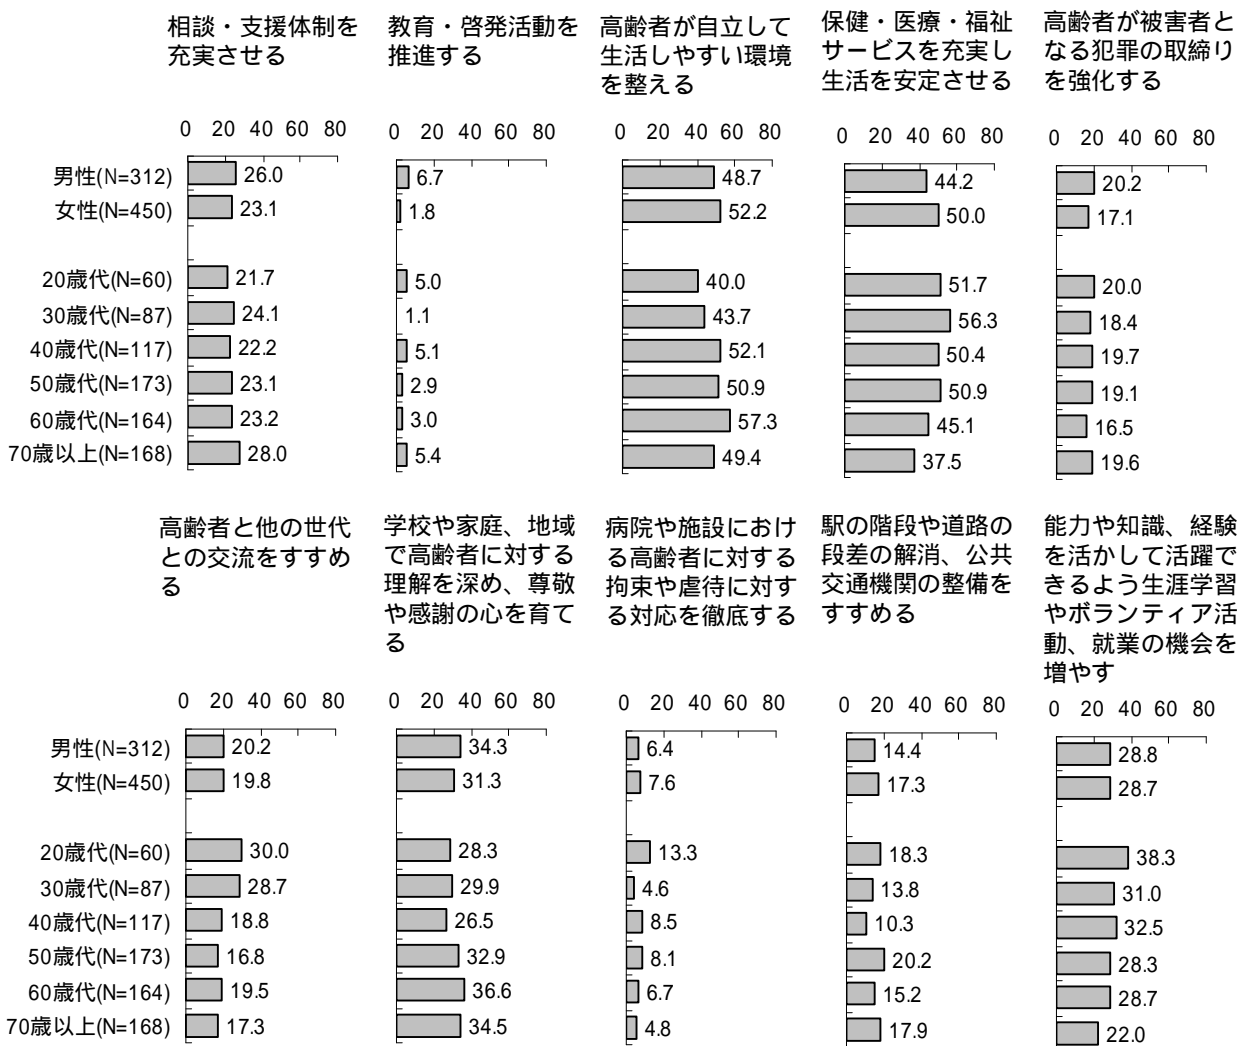 相談・支援体制を
充実させる
教育・啓発活動を
推進する
高齢者が自立して
生活しやすい環境
を整える
保健・医療・福祉
サービスを充実し
生活を安定させる
高齢者が被害者と
なる犯罪の取締り
を強化する
0 20 40 60 80
0 20 40 60 80
0 20 40 60 80
0 20 40 60 80
0 20 40 60 80
男性(N=312) 26.0 6.7 48.7 44.2 20.2
女性(N=450) 23.1 1.8 52.2 50.0 17.1
20歳代(N=60) 21.7 5.0 40.0 51.7 20.0
30歳代(N=87) 24.1 1.1 43.7 56.3 18.4
40歳代(N=117) 22.2 5.1 52.1 50.4 19.7
50歳代(N=173) 23.1 2.9 50.9 50.9 19.1
60歳代(N=164) 23.2 3.0 57.3 45.1 16.5
70歳以上(N=168) 28.0 5.4 49.4 37.5 19.6
高齢者と他の世代
との交流をすすめ
る
学校や家庭、地域
で高齢者に対する
理解を深め、尊敬
や感謝の心を育て
る
病院や施設におけ
る高齢者に対する
拘束や虐待に対す
る対応を徹底する
駅の階段や道路の
段差の解消、公共
交通機関の整備を
すすめる
能力や知識、経験
を活かして活躍で
きるよう生涯学習
やボランティア活
動、就業の機会を
増やす
0 20 40 60 80
0 20 40 60 80
0 20 40 60 80
0 20 40 60 80
0 20 40 60 80
男性(N=312) 20.2 34.3 6.4 14.4 28.8
女性(N=450) 19.8 31.3 7.6 17.3 28.7
20歳代(N=60) 30.0 28.3 13.3 18.3 38.3
30歳代(N=87) 28.7 29.9 4.6 13.8 31.0
40歳代(N=117) 18.8 26.5 8.5 10.3 32.5
50歳代(N=173) 16.8 32.9 8.1 20.2 28.3
60歳代(N=164) 19.5 36.6 6.7 15.2 28.7
70歳以上(N=168) 17.3 34.5 4.8 17.9 22.0